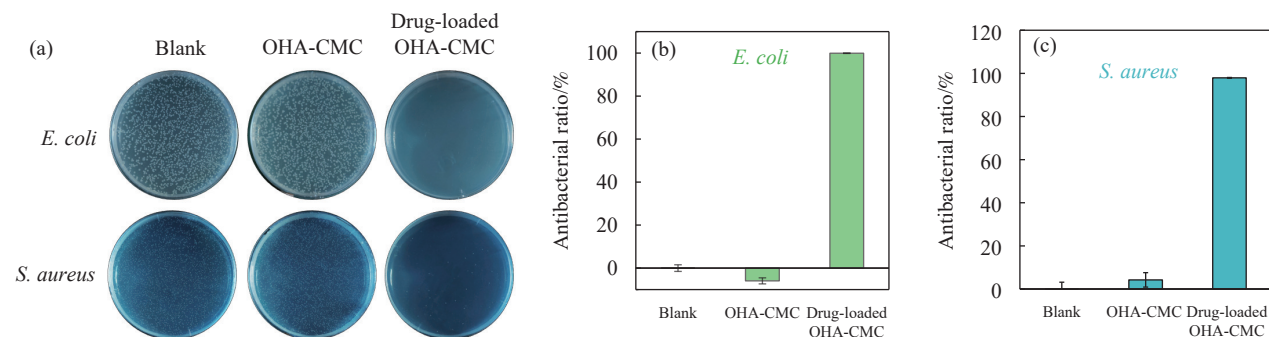 (a)
Blank
OHA-CMC
Drug-loaded
OHA-CMC
E. coli
S. aureus
(b)
E. coli
Antibacterial ratio/%
100
80
60
40
20
0
Blank
OHA-CMC
Drug-loaded
OHA-CMC
(c)
S. aureus
Antibacterial ratio/%
120
100
80
60
40
20
0
Blank
OHA-CMC
Drug-loaded
OHA-CMC